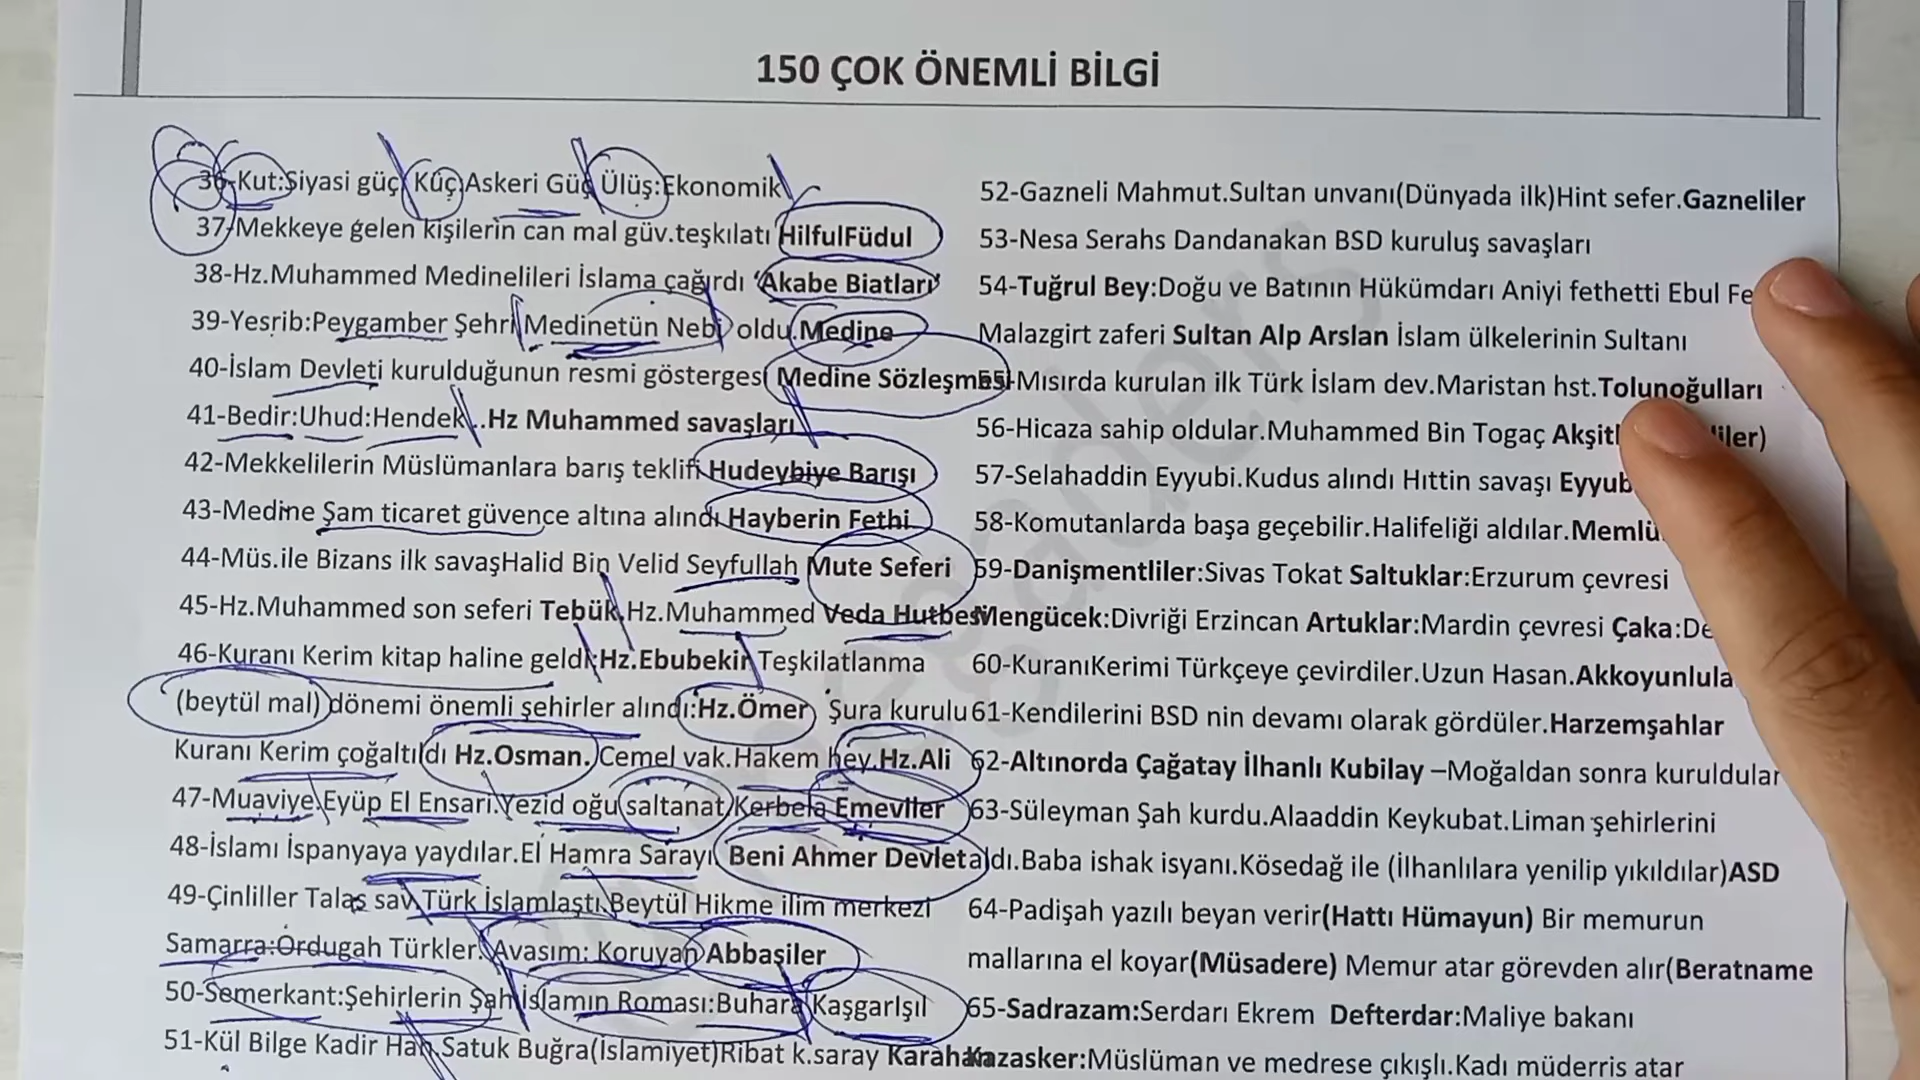 150 ÇOK ÖNEMLİ BİLGİ
36-Kut:Siyasi güç Küç:Askeri Güç Ülüş:Ekonomik
37-Mekkeye gelen kişilerin can mal güv.teşkilatı HilfulFüdul
38-Hz.Muhammed Medinelileri İslama çağırdı 'Akabe Biatları'
39-Yesrib:Peygamber Şehri Medinetün Nebi oldu.Medine
40-İslam Devleti kurulduğunun resmi göstergesi Medine Sözleşmesi
41-Bedir:Uhud:Hendek ..Hz Muhammed savaşları
42-Mekkelilerin Müslümanlara barış teklifi Hudeybiye Barışı
43-Medine Şam ticaret güvence altına alındı Hayberin Fethi
44-Müs.ile Bizans ilk savaşHalid Bin Velid Seyfullah Mute Seferi
45-Hz.Muhammed son seferi Tebük.Hz.Muhammed Veda Hutbesi
46-Kuranı Kerim kitap haline geldi:Hz.Ebubekir Teşkilatlanma
(beytül mal) dönemi önemli şehirler alındı:Hz.Ömer Şura kurulu
Kuranı Kerim çoğaltıldı Hz.Osman. Cemel vak.Hakem hey.Hz.Ali
47-Muaviye.Eyüp El Ensari.Yezid oğu saltanat Kerbela Emeviler
48-İslamı İspanyaya yaydılar.El Hamra Sarayı Beni Ahmer Devlet
49-Çinliller Talas sav.Türk İslamlaştı.Beytül Hikme ilim merkezi
Samarra:Ordugah Türkler. Avasım: Koruyan Abbasiler
50-Semerkant:Şehirlerin Şahı İslamın Roması:Buhara KaşgarIşıl
51-Kül Bilge Kadir Han.Satuk Buğra(İslamiyet)Ribat k.saray Karahan
52-Gazneli Mahmut.Sultan unvanı(Dünyada ilk)Hint sefer.Gazneliler
53-Nesa Serahs Dandanakan BSD kuruluş savaşları
54-Tuğrul Bey:Doğu ve Batının Hükümdarı Aniyi fethetti Ebul Fe
Malazgirt zaferi Sultan Alp Arslan İslam ülkelerinin Sultanı
55-Mısırda kurulan ilk Türk İslam dev.Maristan hst.Tolunoğulları
56-Hicaza sahip oldular.Muhammed Bin Togaç Akşit liler)
57-Selahaddin Eyyubi.Kudus alındı Hıttin savaşı Eyyub
58-Komutanlarda başa geçebilir.Halifeliği aldılar.Memlü
59-Danişmentliler:Sivas Tokat Saltuklar:Erzurum çevresi
Mengücek:Divriği Erzincan Artuklar:Mardin çevresi Çaka:De
60-KuranıKerimi Türkçeye çevirdiler.Uzun Hasan.Akkoyunlula
61-Kendilerini BSD nin devamı olarak gördüler.Harzemşahlar
62-Altınorda Çağatay İlhanlı Kubilay –Moğaldan sonra kuruldular
63-Süleyman Şah kurdu.Alaaddin Keykubat.Liman şehirlerini
aldı.Baba ishak isyanı.Kösedağ ile (İlhanlılara yenilip yıkıldılar)ASD
64-Padişah yazılı beyan verir(Hattı Hümayun) Bir memurun
mallarına el koyar(Müsadere) Memur atar görevden alır(Beratname
65-Sadrazam:Serdarı Ekrem Defterdar:Maliye bakanı
Kazasker:Müslüman ve medrese çıkışlı.Kadı müderris atar